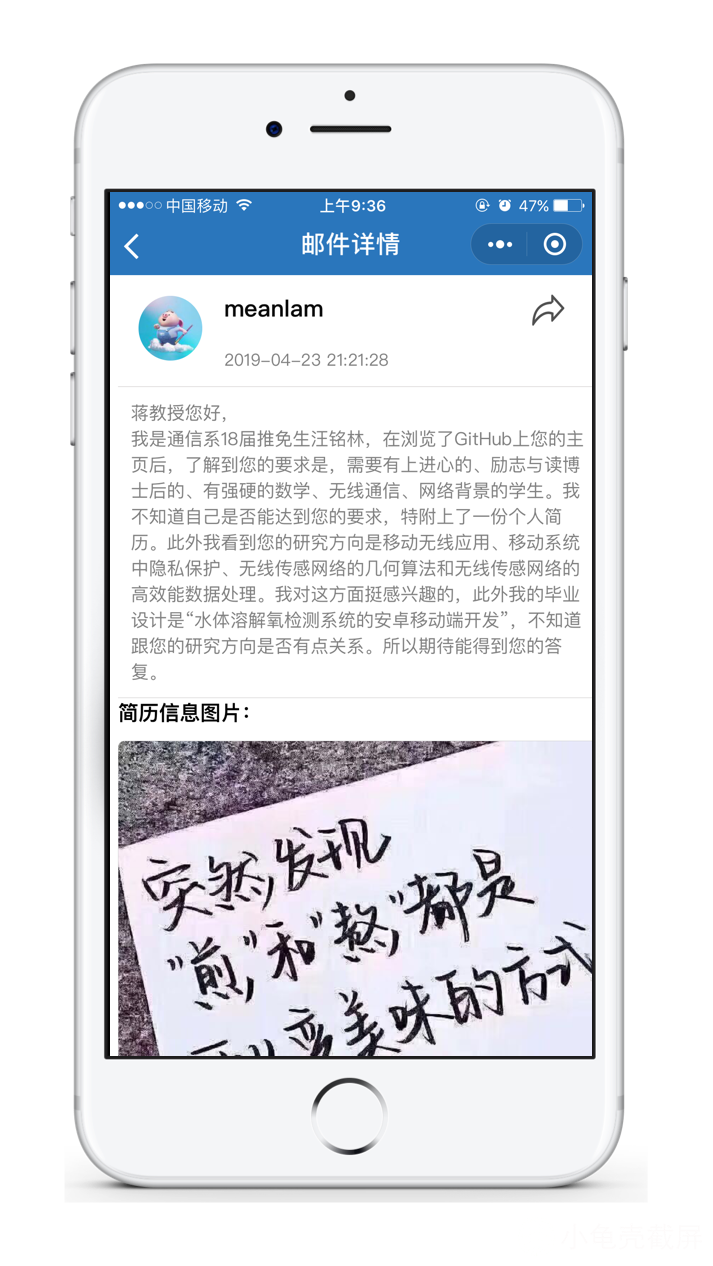 中国移动
上午9:36
47%
邮件详情
meanlam
2019-04-23 21:21:28
蒋教授您好,
我是通信系18届推免生汪铭林，在浏览了GitHub上您的主
页后，了解到您的要求是，需要有上进心的、励志与读博
士后的、有强硬的数学、无线通信、网络背景的学生。我
不知道自己是否能达到您的要求，特附上了一份个人简
历。此外我看到您的研究方向是移动无线应用、移动系统
中隐私保护、无线传感网络的几何算法和无线传感网络的
高效能数据处理。我对这方面挺感兴趣的，此外我的毕业
设计是“水体溶解氧检测系统的安卓移动端开发”，不知道
跟您的研究方向是否有点关系。所以期待能得到您的答
复。
简历信息图片：
突然发现
"煎"和"熬"都是
变美味的方式